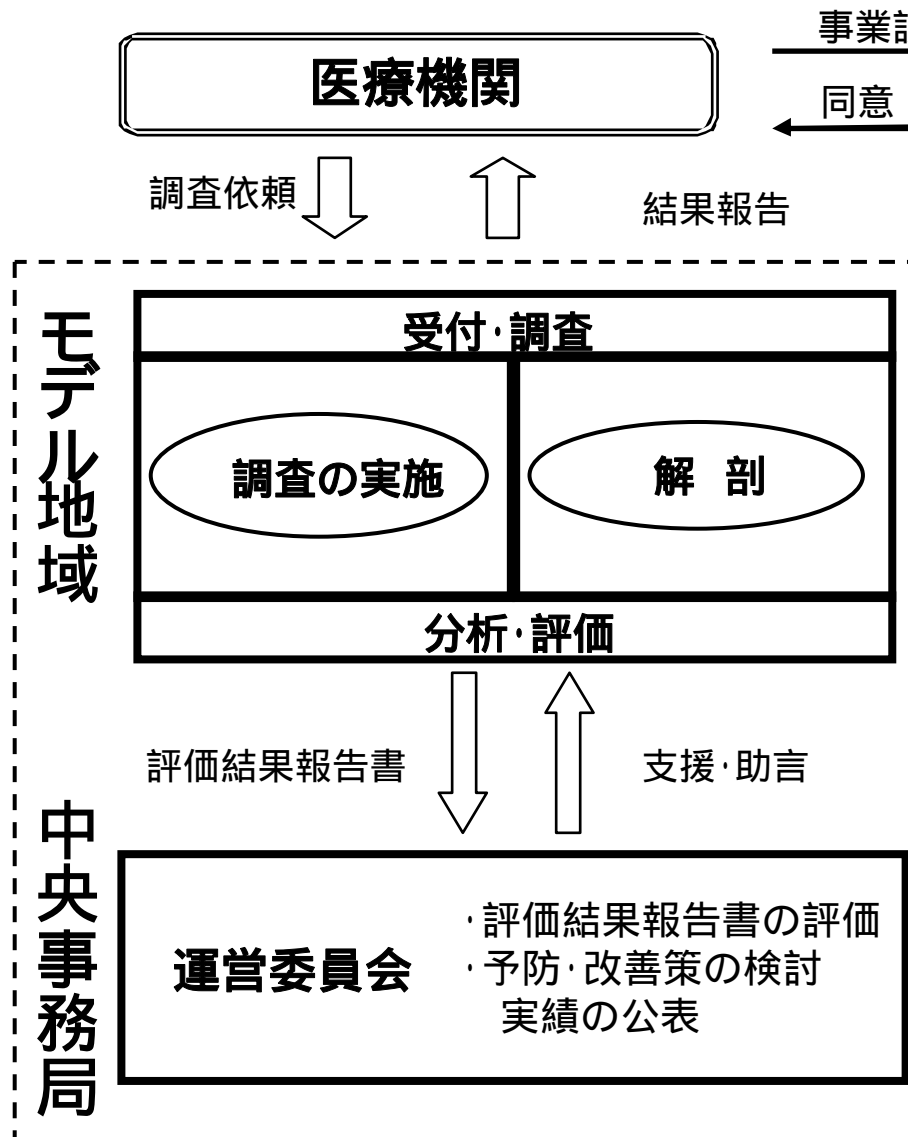 事業
医療機関
同意
調査依頼
結果報告
モデル地域
受付・調査
調査の実施
解 剖
分析・評価
評価結果報告書
支援・助言
中央事務局
運営委員会
・評価結果報告書の評価
・予防・改善策の検討
実績の公表